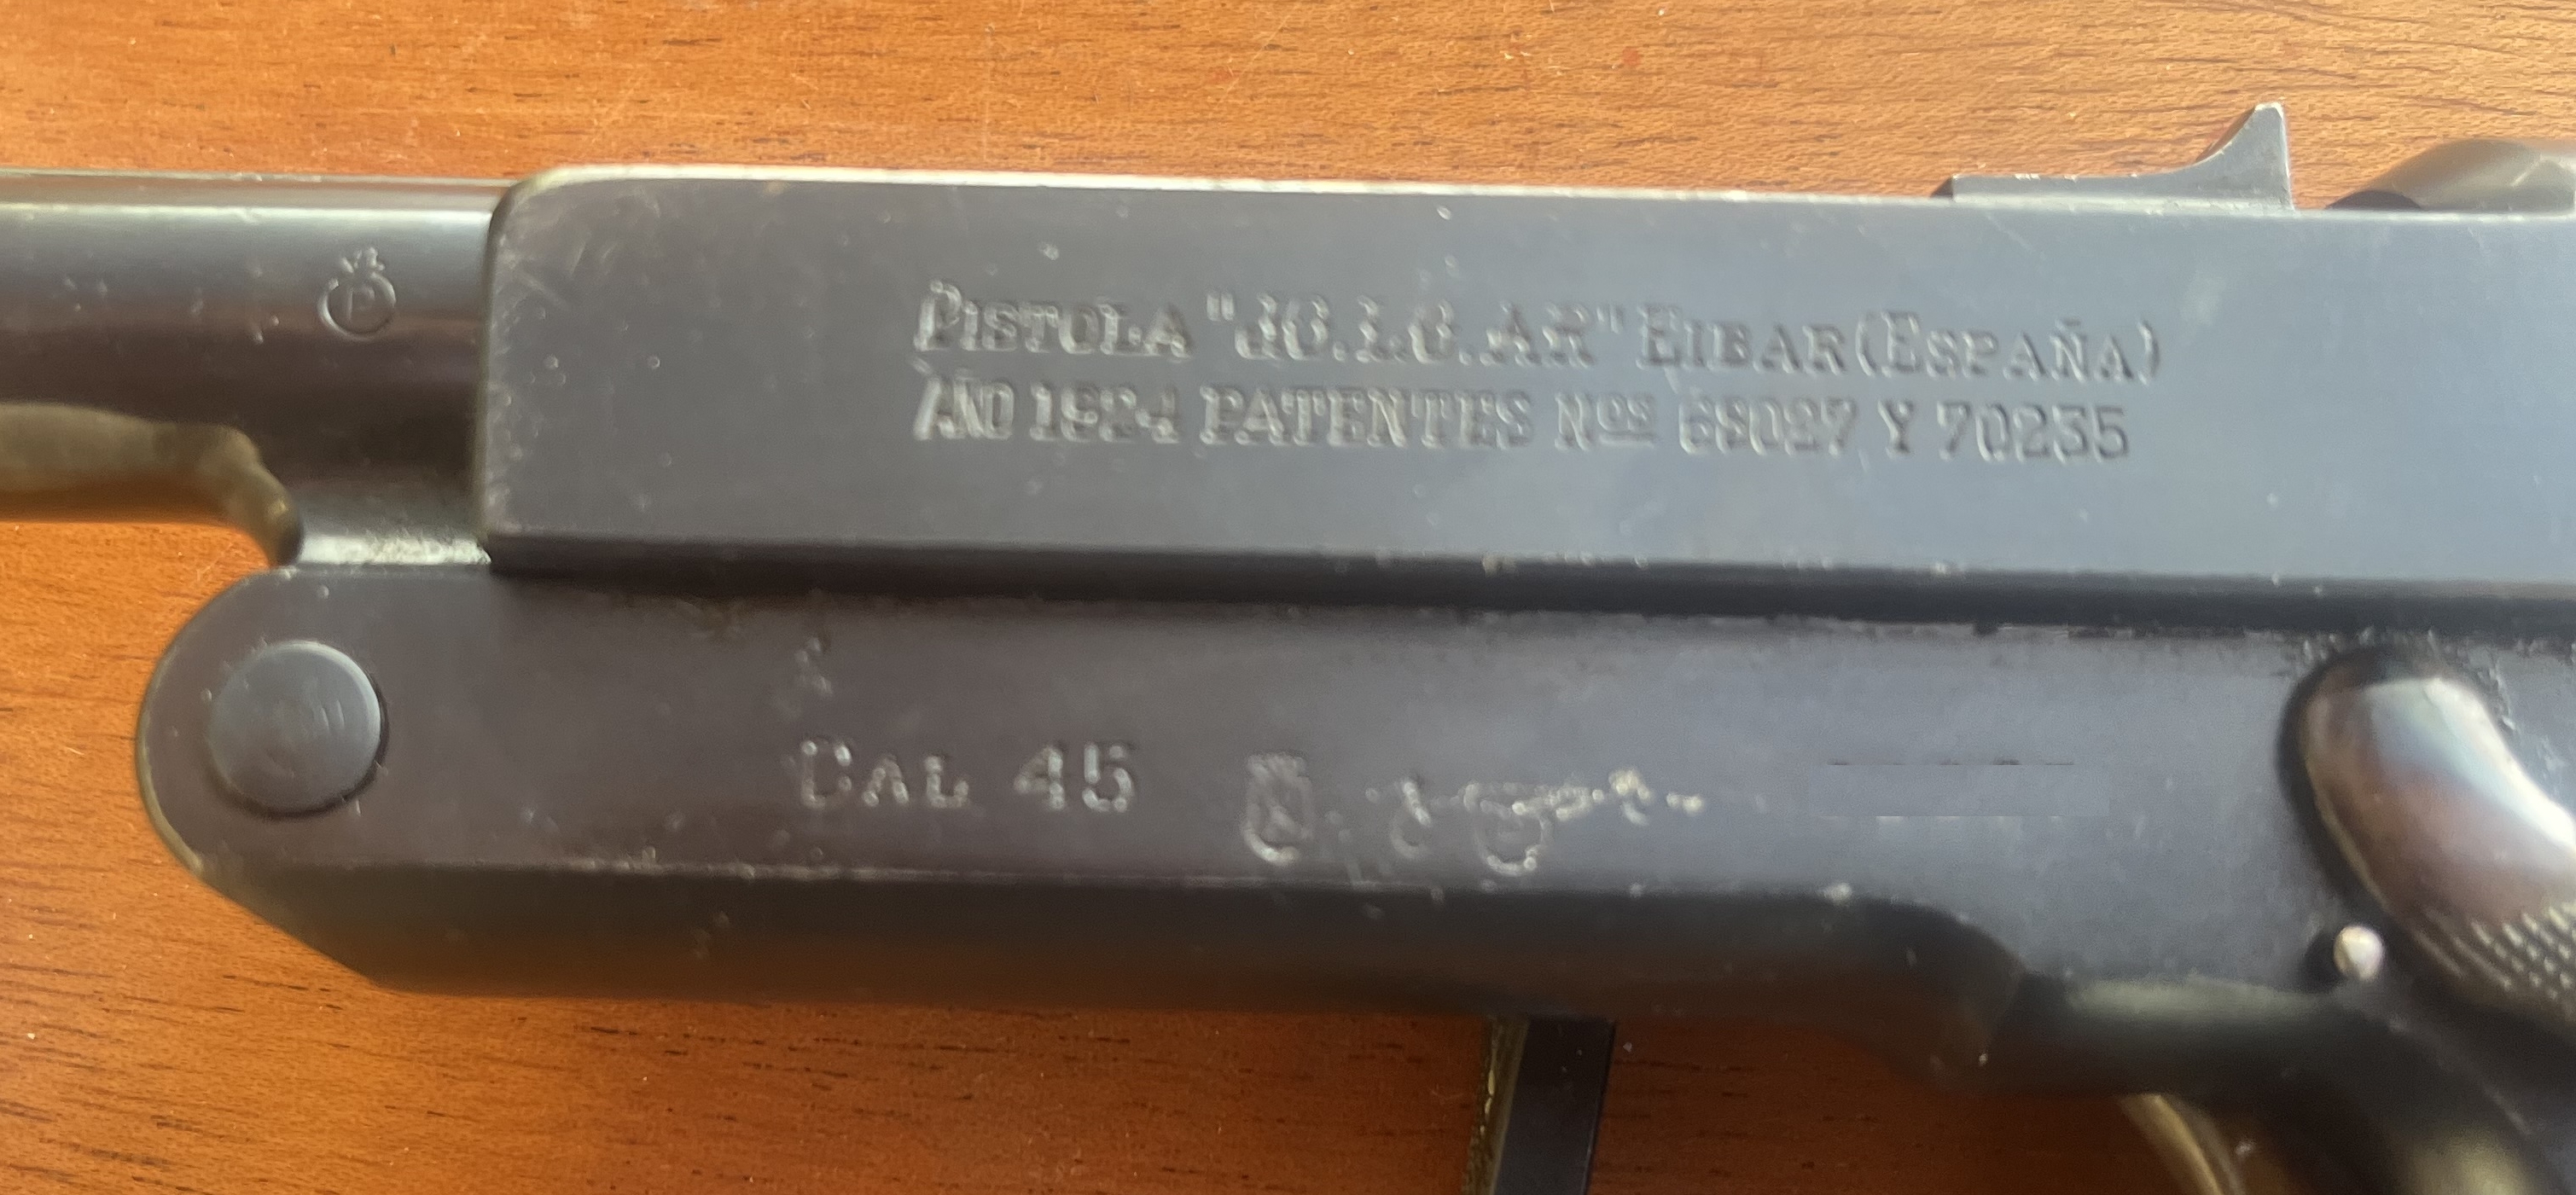 PISTOLA "JO.LO.AR" EIBAR (ESPAÑA)
AÑO 1924 PATENTES Nos 68027 Y 70235
P
CAL 45